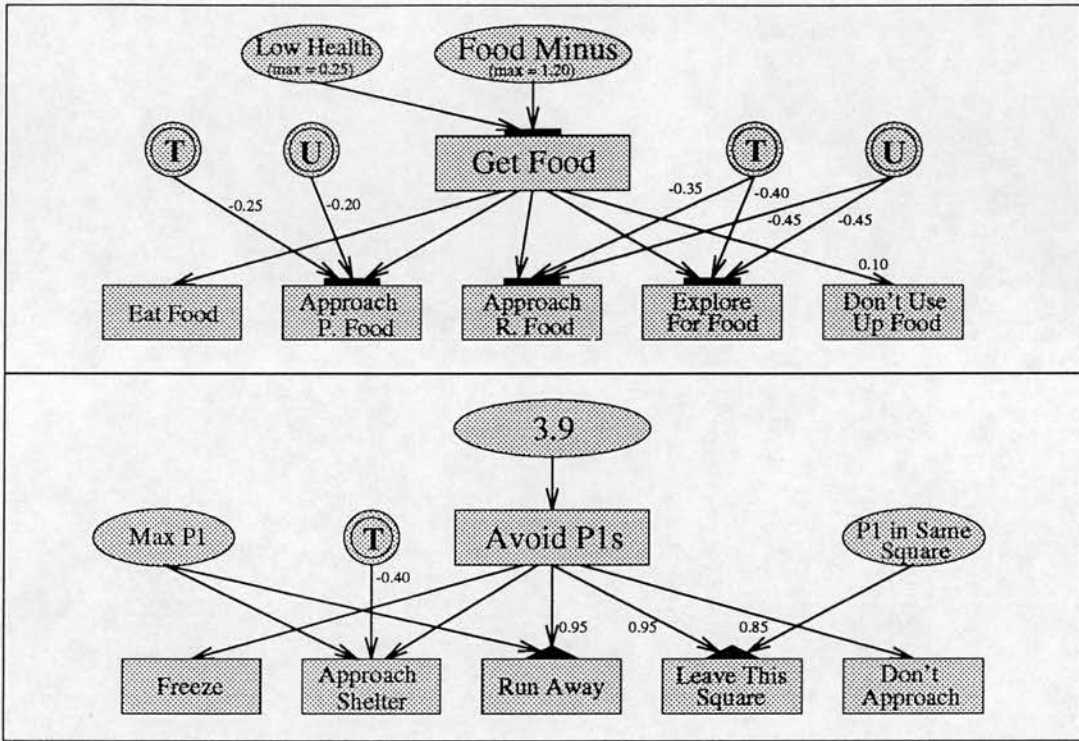 Low Health
(max = 0.25)
Food Minus
(max = 1.20)
T
U
Get Food
T
U
-0.25
-0.20
-0.35
-0.40
-0.45
-0.45
0.10
Eat Food
Approach
P. Food
Approach
R. Food
Explore
For Food
Don't Use
Up Food
3.9
Max P1
T
Avoid P1s
P1 in Same
Square
-0.40
0.95
0.95
0.85
Freeze
Approach
Shelter
Run Away
Leave This
Square
Don't
Approach